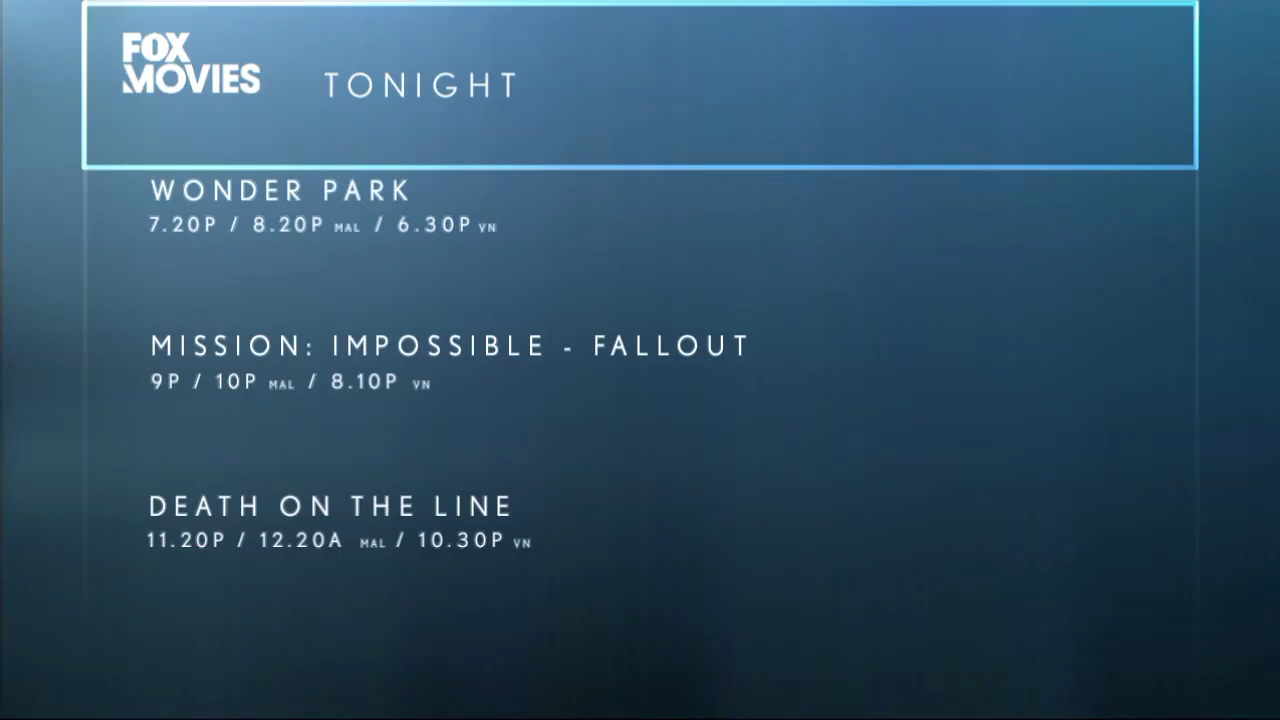 FOX
MOVIES
TONIGHT
WONDER PARK
7.20P / 8.20P MAL / 6.30P VN
MISSION: IMPOSSIBLE - FALLOUT
9P / 10P MAL / 8.10P VN
DEATH ON THE LINE
11.20P / 12.20A MAL / 10.30P VN